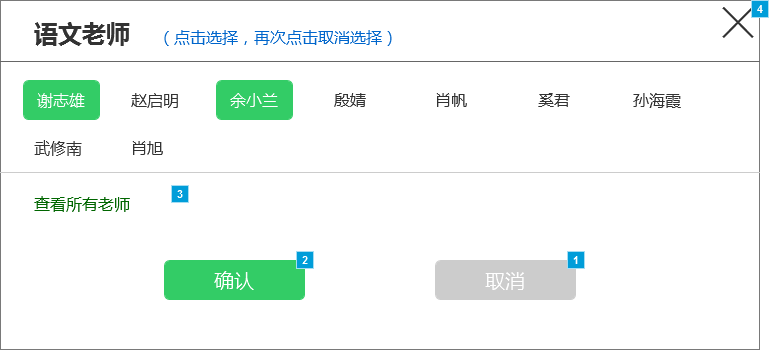 4
语文老师 （点击选择，再次点击取消选择）
谢志雄 赵启明 余小兰 殷婧 肖帆 奚君 孙海霞
武修南 肖旭
查看所有老师 3
确认 2 取消 1